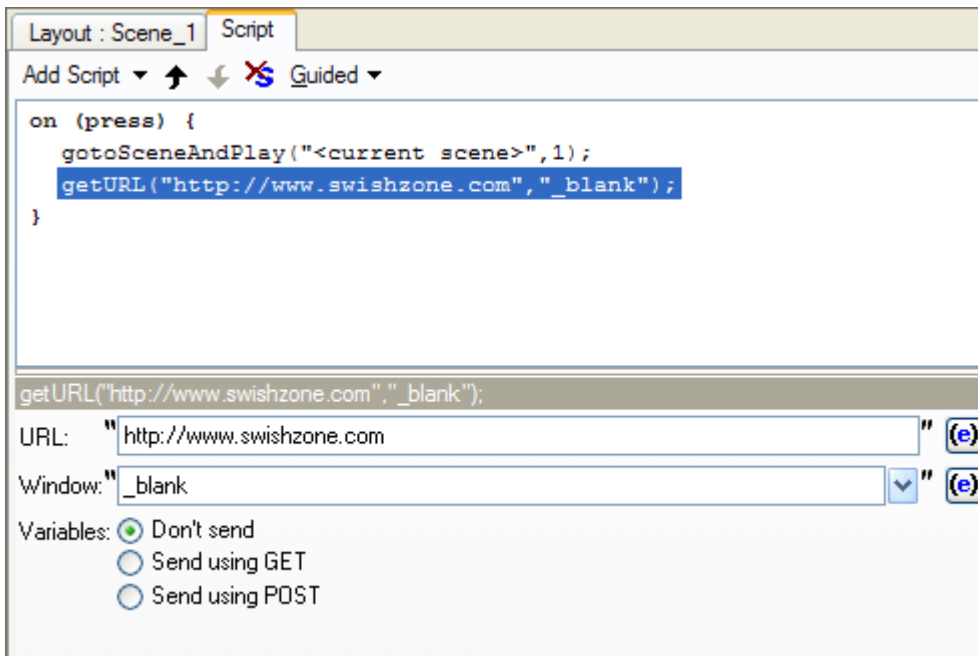 Layout : Scene_1 Script
Add Script Guided
on (press) {
gotoSceneAndPlay("<current scene>",1);
getURL("http://www.swishzone.com","_blank");
}
getURL("http://www.swishzone.com","_blank");
URL: "http://www.swishzone.com" (e)
Window:"_blank" (e)
Variables: Don't send
Send using GET
Send using POST